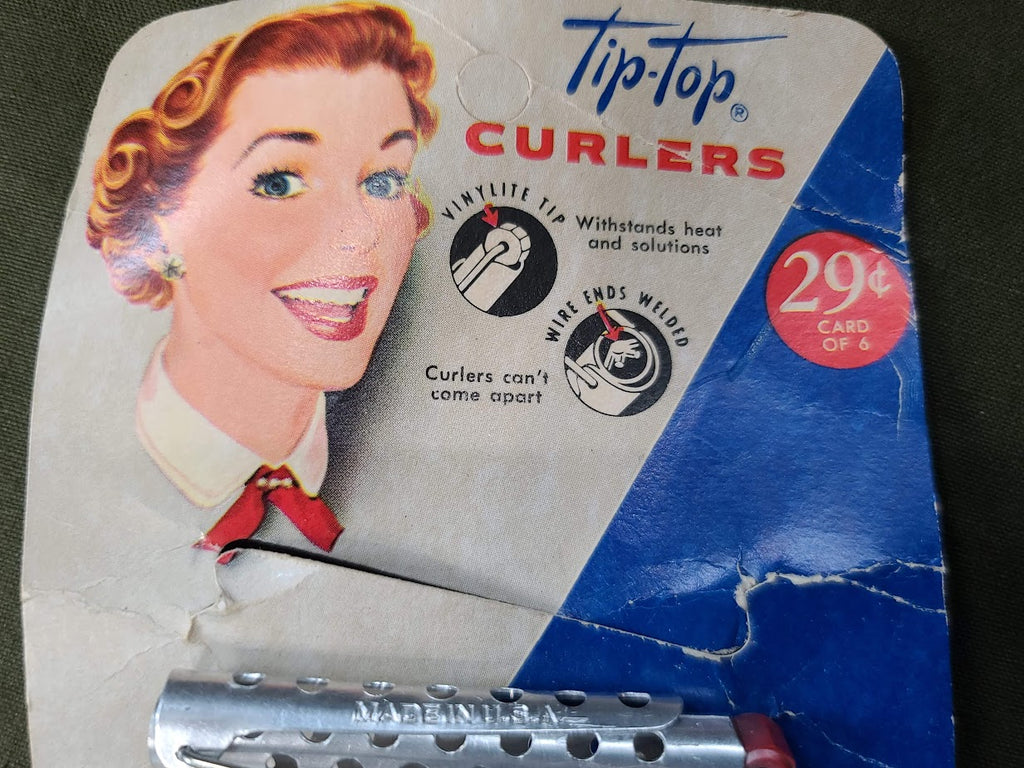 Tip-Top®
CURLERS
VINYLITE TIP
Withstands heat
and solutions
WIRE ENDS WELDED
Curlers can't
come apart
29¢
CARD
OF 6
MADE IN U.S.A.